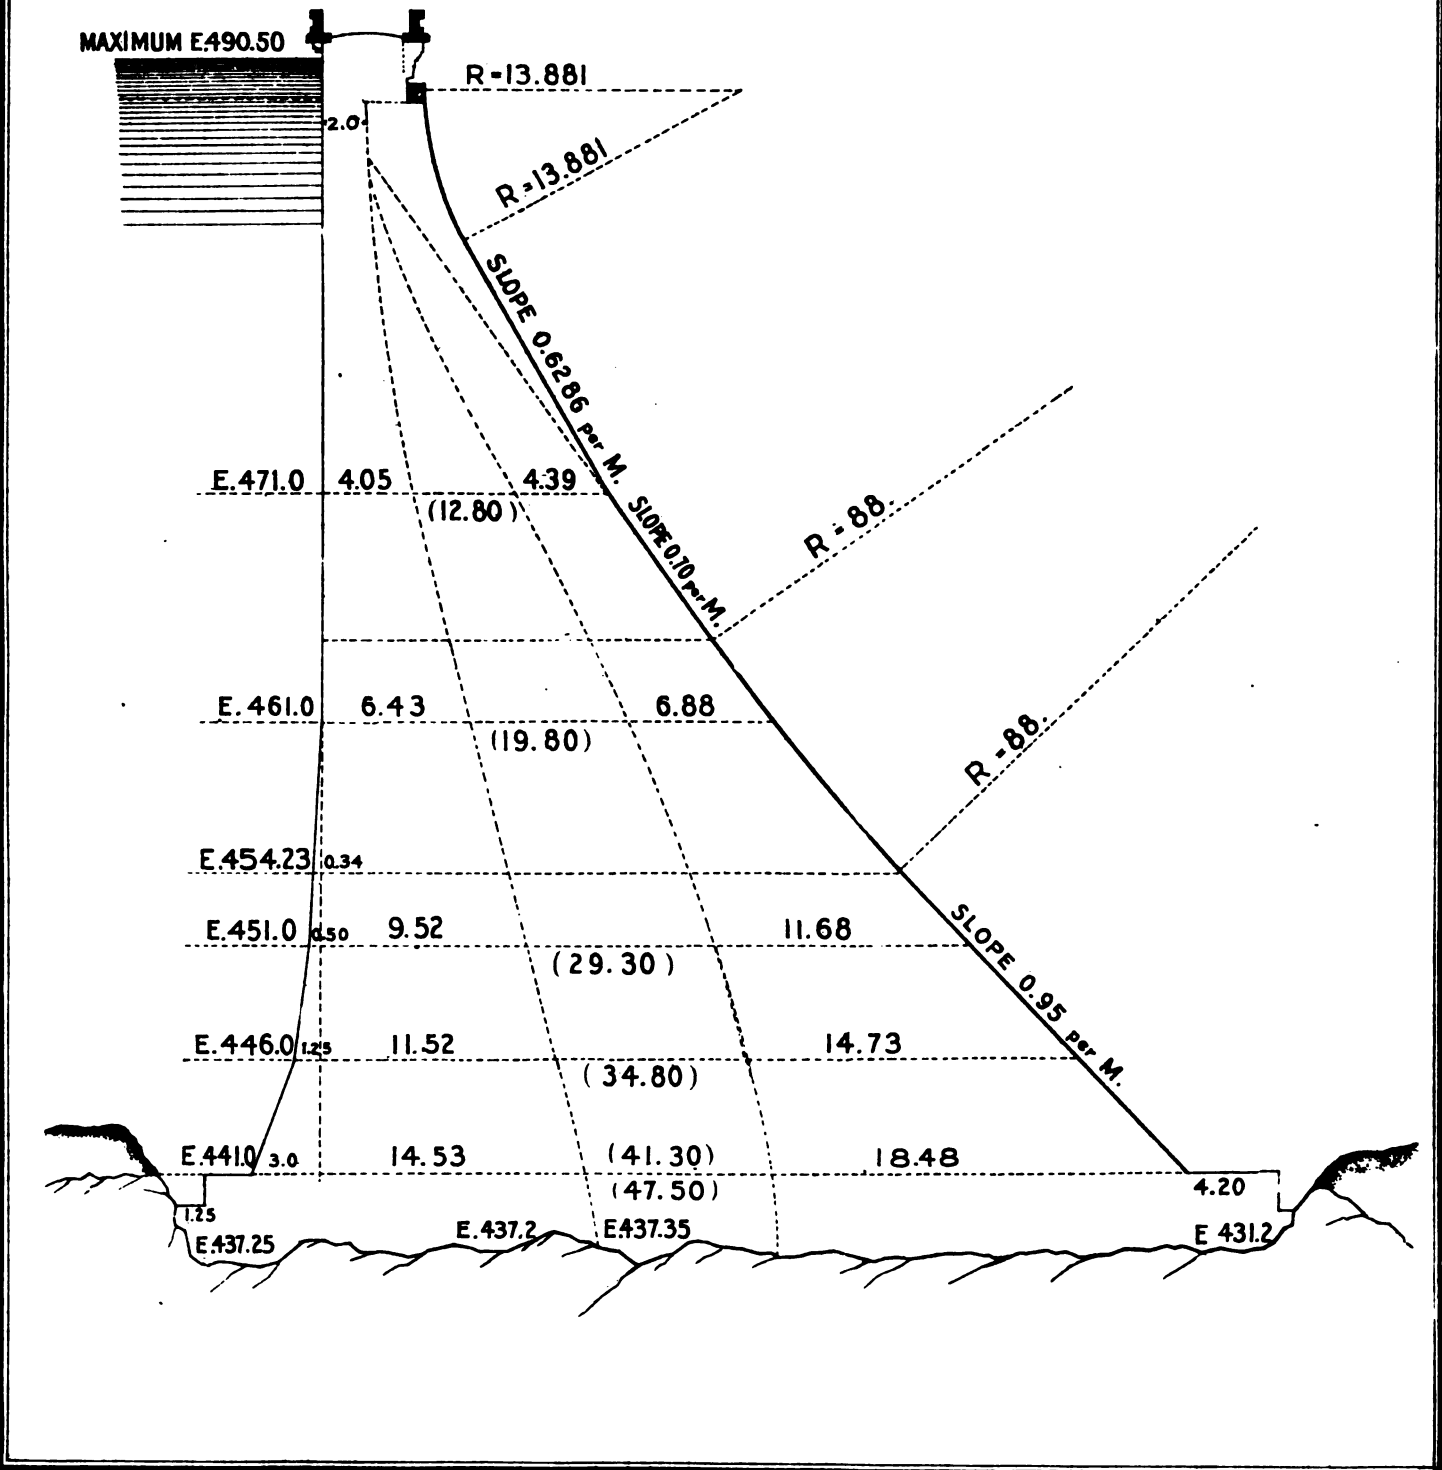 MAXIMUM E.490.50
R=13.881
2.0
R=13.881
SLOPE 0.6286 per M.
E.471.0 4.05 4.39
(12.80)
SLOPE 0.70 per M.
R=88.
E.461.0 6.43 6.88
(19.80)
R=88.
E.454.23 0.34
E.451.0 0.50 9.52 11.68
(29.30)
SLOPE 0.95 per M.
E.446.0 1.25 11.52 14.73
(34.80)
E.441.0 3.0 14.53 (41.30) 18.48
(47.50) 4.20
1.25
E.437.25 E.437.2 E.437.35 E 431.2